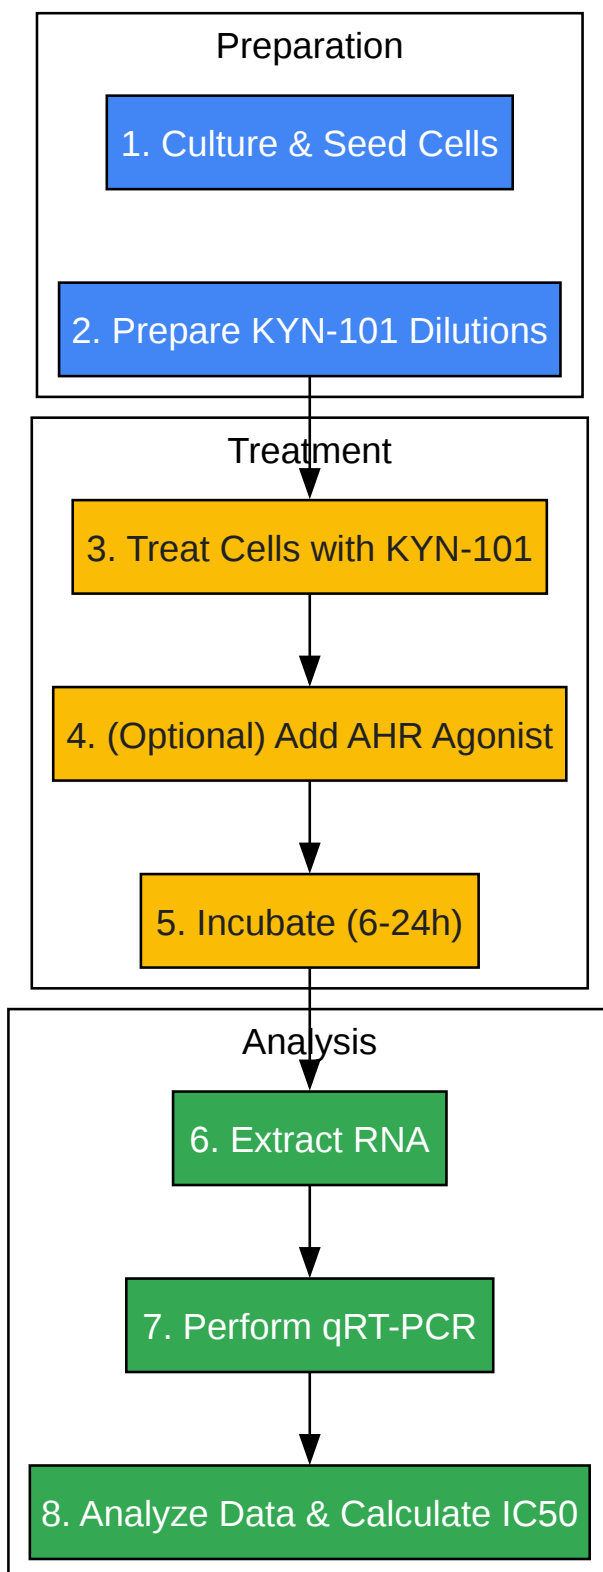 Preparation
1. Culture & Seed Cells
2. Prepare KYN-101 Dilutions
Treatment
3. Treat Cells with KYN-101
4. (Optional) Add AHR Agonist
5. Incubate (6-24h)
Analysis
6. Extract RNA
7. Perform qRT-PCR
8. Analyze Data & Calculate IC50